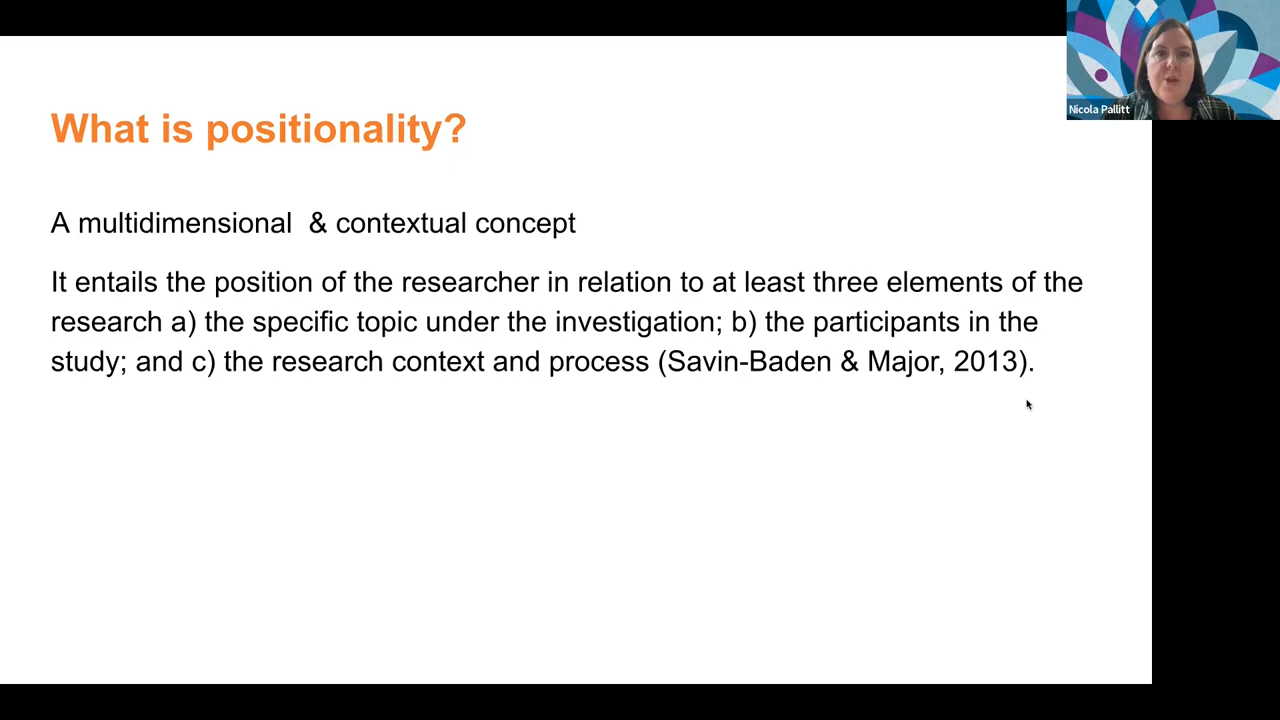 What is positionality?
A multidimensional & contextual concept
It entails the position of the researcher in relation to at least three elements of the
research a) the specific topic under the investigation; b) the participants in the
study; and c) the research context and process (Savin-Baden & Major, 2013).
Nicola Pallitt